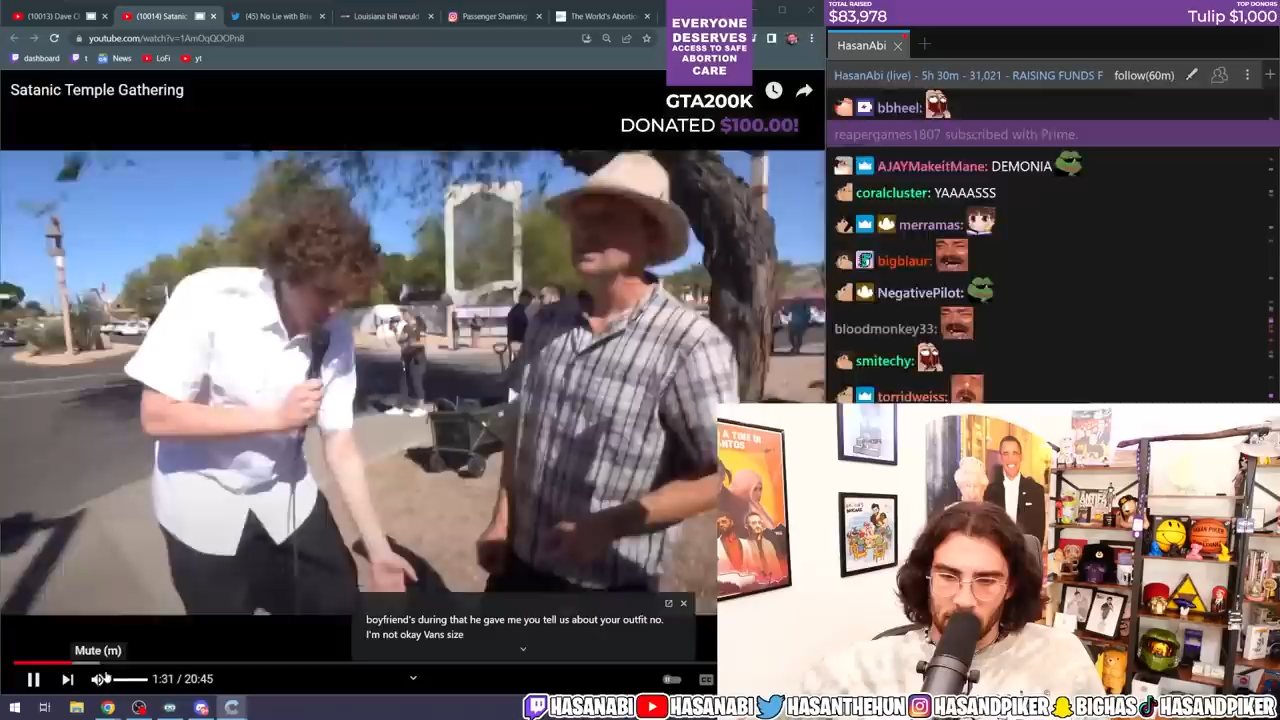 (10013) Dave C
(10014) Satanic
(45) No Lie with Bria
Louisiana bill would
Passenger Shaming
The World's Abortio
youtube.com/watch?v=1AmOqQDOPn8
dashboard
t
News
LoFi
yt
EVERYONE
DESERVES
ACCESS TO SAFE
ABORTION
CARE
GTA200K
DONATED $100.00!
Satanic Temple Gathering
boyfriend's during that he gave me you tell us about your outfit no.
I'm not okay Vans size
Mute (m)
1:31 / 20:45
TOTAL RAISED
$83,978
TOP DONORS
Tulip $1,000
HasanAbi
HasanAbi (live) - 5h 30m - 31,021 - RAISING FUNDS F
follow(60m)
bbheel:
reapergames1807 subscribed with Prime.
AJAYMakeitMane: DEMONIA
coralcluster: YAAAASSS
merramas:
bigblaur:
NegativePilot:
bloodmonkey33:
smitechy:
torridweiss:
ANTIFA
HASANABI
HASANABI
HASANTHEHUN
HASANDPIKER
BIGHAS
HASANDPIKER